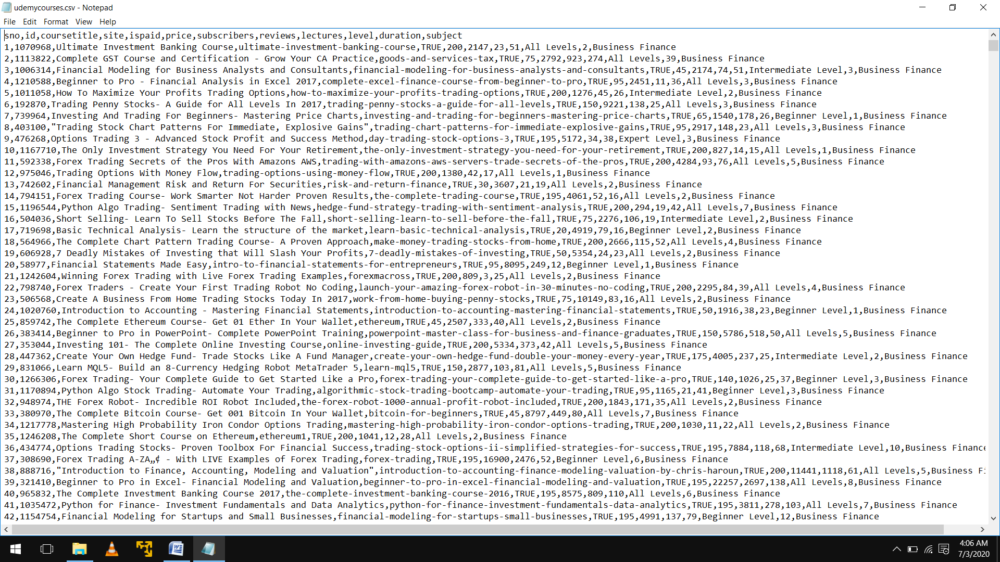 udemycourses.csv - Notepad
File Edit Format View Help
sno,id,coursetitle,site,ispaid,price,subscribers,reviews,lectures,level,duration,subject
1,1070968,Ultimate Investment Banking Course,ultimate-investment-banking-course,TRUE,200,2147,23,51,All Levels,2,Business Finance
2,1113822,Complete GST Course and Certification - Grow Your CA Practice,goods-and-services-tax,TRUE,75,2792,923,274,All Levels,39,Business Finance
3,1006314,Financial Modeling for Business Analysts and Consultants,financial-modeling-for-business-analysts-and-consultants,TRUE,45,2174,74,51,Intermediate Level,3,Business Finance
4,1210588,Beginner to Pro - Financial Analysis in Excel 2017,complete-excel-finance-course-from-beginner-to-pro,TRUE,95,2451,11,36,All Levels,3,Business Finance
5,1011058,How To Maximize Your Profits Trading Options,how-to-maximize-your-profits-trading-options,TRUE,200,1276,45,26,Intermediate Level,2,Business Finance
6,192870,Trading Penny Stocks- A Guide for All Levels In 2017,trading-penny-stocks-a-guide-for-all-levels,TRUE,150,9221,138,25,All Levels,3,Business Finance
7,739964,Investing And Trading For Beginners- Mastering Price Charts,investing-and-trading-for-beginners-mastering-price-charts,TRUE,65,1540,178,26,Beginner Level,1,Business Finance
8,403100,"Trading Stock Chart Patterns For Immediate, Explosive Gains",trading-chart-patterns-for-immediate-explosive-gains,TRUE,95,2917,148,23,All Levels,3,Business Finance
9,476268,Options Trading 3 - Advanced Stock Profit and Success Method,day-trading-stock-options-3,TRUE,195,5172,34,38,Expert Level,3,Business Finance
10,1167710,The Only Investment Strategy You Need For Your Retirement,the-only-investment-strategy-you-need-for-your-retirement,TRUE,200,827,14,15,All Levels,1,Business Finance
11,592338,Forex Trading Secrets of the Pros With Amazons AWS,trading-with-amazons-aws-servers-trade-secrets-of-the-pros,TRUE,200,4284,93,76,All Levels,5,Business Finance
12,975046,Trading Options With Money Flow,trading-options-using-money-flow,TRUE,200,1380,42,17,All Levels,1,Business Finance
13,742602,Financial Management Risk and Return For Securities,risk-and-return-finance,TRUE,30,3607,21,19,All Levels,2,Business Finance
14,794151,Forex Trading Course- Work Smarter Not Harder Proven Results,the-complete-trading-course,TRUE,195,4061,52,16,All Levels,2,Business Finance
15,1196544,Python Algo Trading- Sentiment Trading with News,hedge-fund-strategy-trading-with-sentiment-analysis,TRUE,200,294,19,42,All Levels,7,Business Finance
16,504036,Short Selling- Learn To Sell Stocks Before The Fall,short-selling-learn-to-sell-before-the-fall,TRUE,75,2276,106,19,Intermediate Level,2,Business Finance
17,719698,Basic Technical Analysis- Learn the structure of the market,learn-basic-technical-analysis,TRUE,20,4919,79,16,Beginner Level,2,Business Finance
18,564966,The Complete Chart Pattern Trading Course- A Proven Approach,make-money-trading-stocks-from-home,TRUE,200,2666,115,52,All Levels,4,Business Finance
19,606928,7 Deadly Mistakes of Investing that Will Slash Your Profits,7-deadly-mistakes-of-investing,TRUE,50,5354,24,23,All Levels,2,Business Finance
20,58977,Financial Statements Made Easy,intro-to-financial-statements-for-entrepreneurs,TRUE,95,8095,249,12,Beginner Level,1,Business Finance
21,1242604,Winning Forex Trading with Live Forex Trading Examples,forexmacross,TRUE,200,809,3,25,All Levels,2,Business Finance
22,798740,Forex Traders - Create Your First Trading Robot No Coding,launch-your-amazing-forex-robot-in-30-minutes-no-coding,TRUE,200,2295,84,39,All Levels,4,Business Finance
23,506568,Create A Business From Home Trading Stocks Today In 2017,work-from-home-buying-penny-stocks,TRUE,75,10149,83,16,All Levels,2,Business Finance
24,1020760,Introduction to Accounting - Mastering Financial Statements,introduction-to-accounting-mastering-financial-statements,TRUE,50,1916,38,23,Beginner Level,1,Business Finance
25,859742,The Complete Ethereum Course- Get 01 Ether In Your Wallet,ethereum,TRUE,45,2507,333,40,All Levels,2,Business Finance
26,383414,Beginner to Pro in PowerPoint- Complete PowerPoint Training,powerpoint-master-class-for-business-and-finance-graduates,TRUE,150,5786,518,50,All Levels,5,Business Finance
27,353044,Investing 101- The Complete Online Investing Course,online-investing-guide,TRUE,200,5334,373,42,All Levels,5,Business Finance
28,447362,Create Your Own Hedge Fund- Trade Stocks Like A Fund Manager,create-your-own-hedge-fund-double-your-money-every-year,TRUE,175,4005,237,25,Intermediate Level,2,Business Finance
29,831066,Learn MQL5- Build an 8-Currency Hedging Robot MetaTrader 5,learn-mql5,TRUE,150,2877,103,81,All Levels,5,Business Finance
30,1266306,Forex Trading- Your Complete Guide to Get Started Like a Pro,forex-trading-your-complete-guide-to-get-started-like-a-pro,TRUE,140,1026,25,37,Beginner Level,3,Business Finance
31,1170894,Python Algo Stock Trading- Automate Your Trading,algorithmic-stock-trading-bootcamp-automate-your-trading,TRUE,95,1165,21,41,Beginner Level,3,Business Finance
32,948974,THE Forex Robot- Incredible ROI Robot Included,the-forex-robot-1000-annual-profit-robot-included,TRUE,200,1843,171,35,All Levels,2,Business Finance
33,380970,The Complete Bitcoin Course- Get 001 Bitcoin In Your Wallet,bitcoin-for-beginners,TRUE,45,8797,449,80,All Levels,7,Business Finance
34,1217778,Mastering High Probability Iron Condor Options Trading,mastering-high-probability-iron-condor-options-trading,TRUE,200,1030,11,22,All Levels,2,Business Finance
35,1246208,The Complete Short Course on Ethereum,ethereum1,TRUE,200,1041,12,28,All Levels,2,Business Finance
36,434774,Options Trading Stocks- Proven Toolbox For Financial Success,trading-stock-options-ii-simplified-strategies-for-success,TRUE,195,7884,118,68,Intermediate Level,10,Business Finance
37,308690,Forex Trading A-ZA„¢ - With LIVE Examples of Forex Trading,forex-trading,TRUE,195,16900,2476,52,Beginner Level,6,Business Finance
38,888716,"Introduction to Finance, Accounting, Modeling and Valuation",introduction-to-accounting-finance-modeling-valuation-by-chris-haroun,TRUE,200,11441,1118,61,All Levels,5,Business Fi
39,321410,Beginner to Pro in Excel- Financial Modeling and Valuation,beginner-to-pro-in-excel-financial-modeling-and-valuation,TRUE,195,22257,2697,138,All Levels,8,Business Finance
40,965832,The Complete Investment Banking Course 2017,the-complete-investment-banking-course-2016,TRUE,195,8575,809,110,All Levels,6,Business Finance
41,1035472,Python for Finance- Investment Fundamentals and Data Analytics,python-for-finance-investment-fundamentals-data-analytics,TRUE,195,3811,278,103,All Levels,7,Business Finance
42,1154754,Financial Modeling for Startups and Small Businesses,financial-modeling-for-startups-small-businesses,TRUE,195,4991,137,79,Beginner Level,12,Business Finance
4:06 AM
7/3/2020